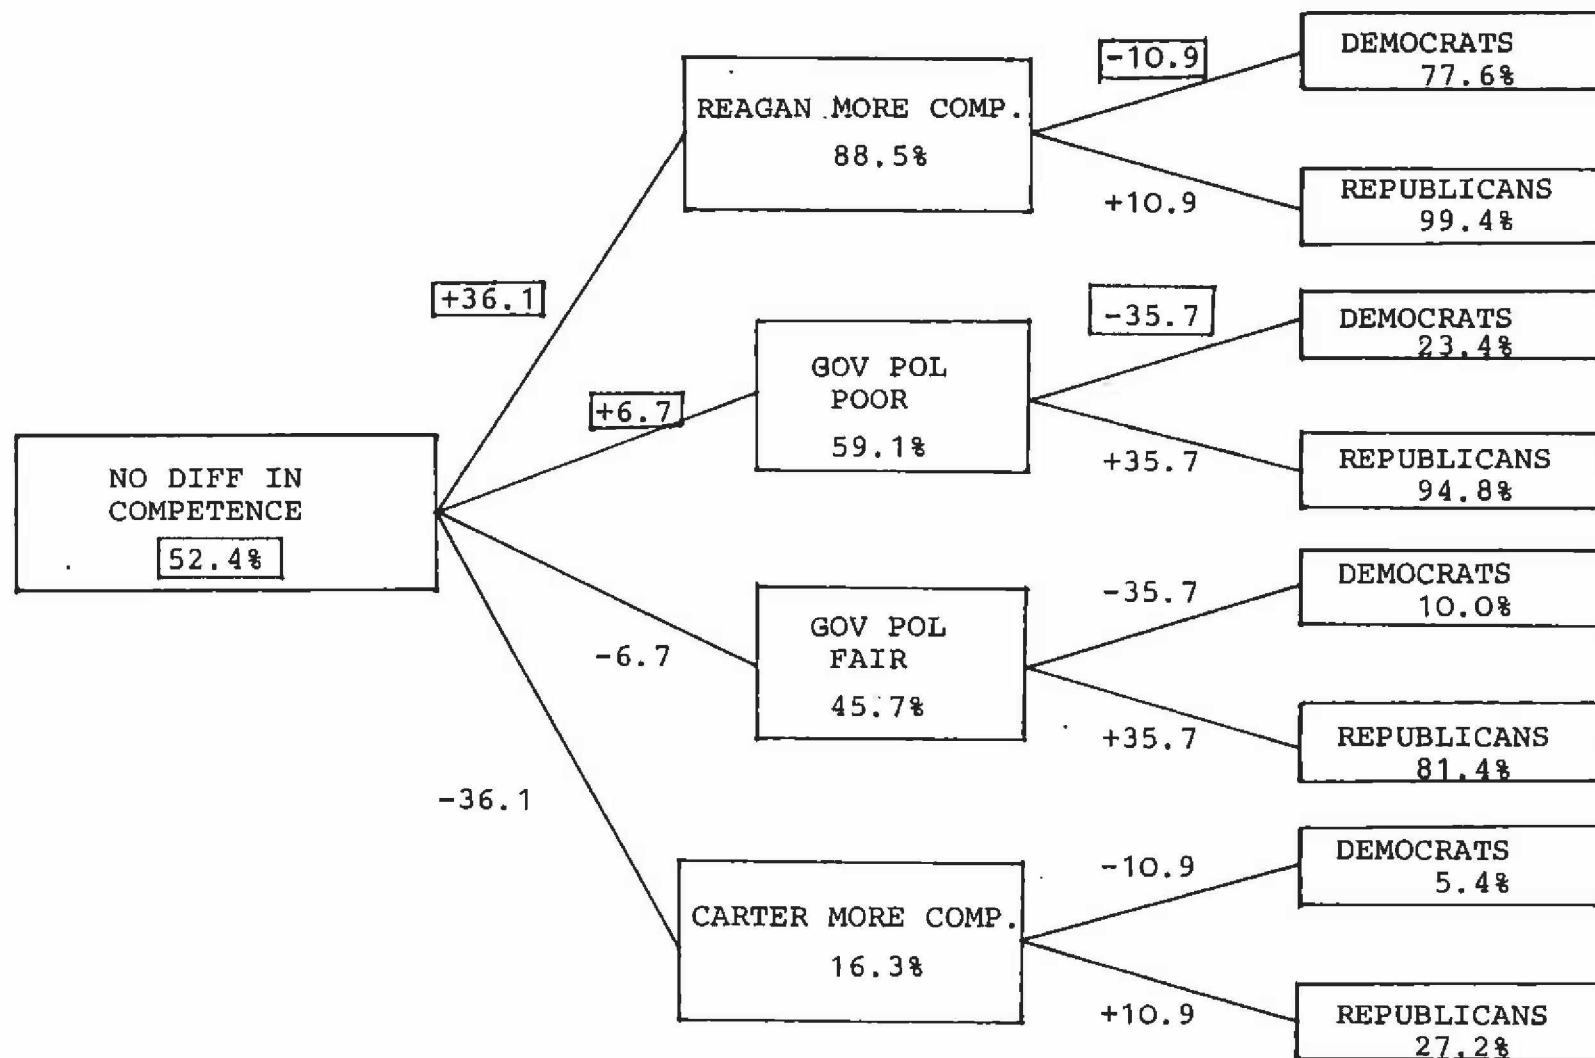 -10.9
DEMOCRATS
77.6%
REAGAN MORE COMP.
88.5%
+10.9
REPUBLICANS
99.4%
+36.1
-35.7
DEMOCRATS
23.4%
GOV POL
POOR
59.1%
+6.7
+35.7
REPUBLICANS
94.8%
NO DIFF IN
COMPETENCE
52.4%
-35.7
DEMOCRATS
10.0%
GOV POL
FAIR
45.7%
-6.7
+35.7
REPUBLICANS
81.4%
-36.1
-10.9
DEMOCRATS
5.4%
CARTER MORE COMP.
16.3%
+10.9
REPUBLICANS
27.2%